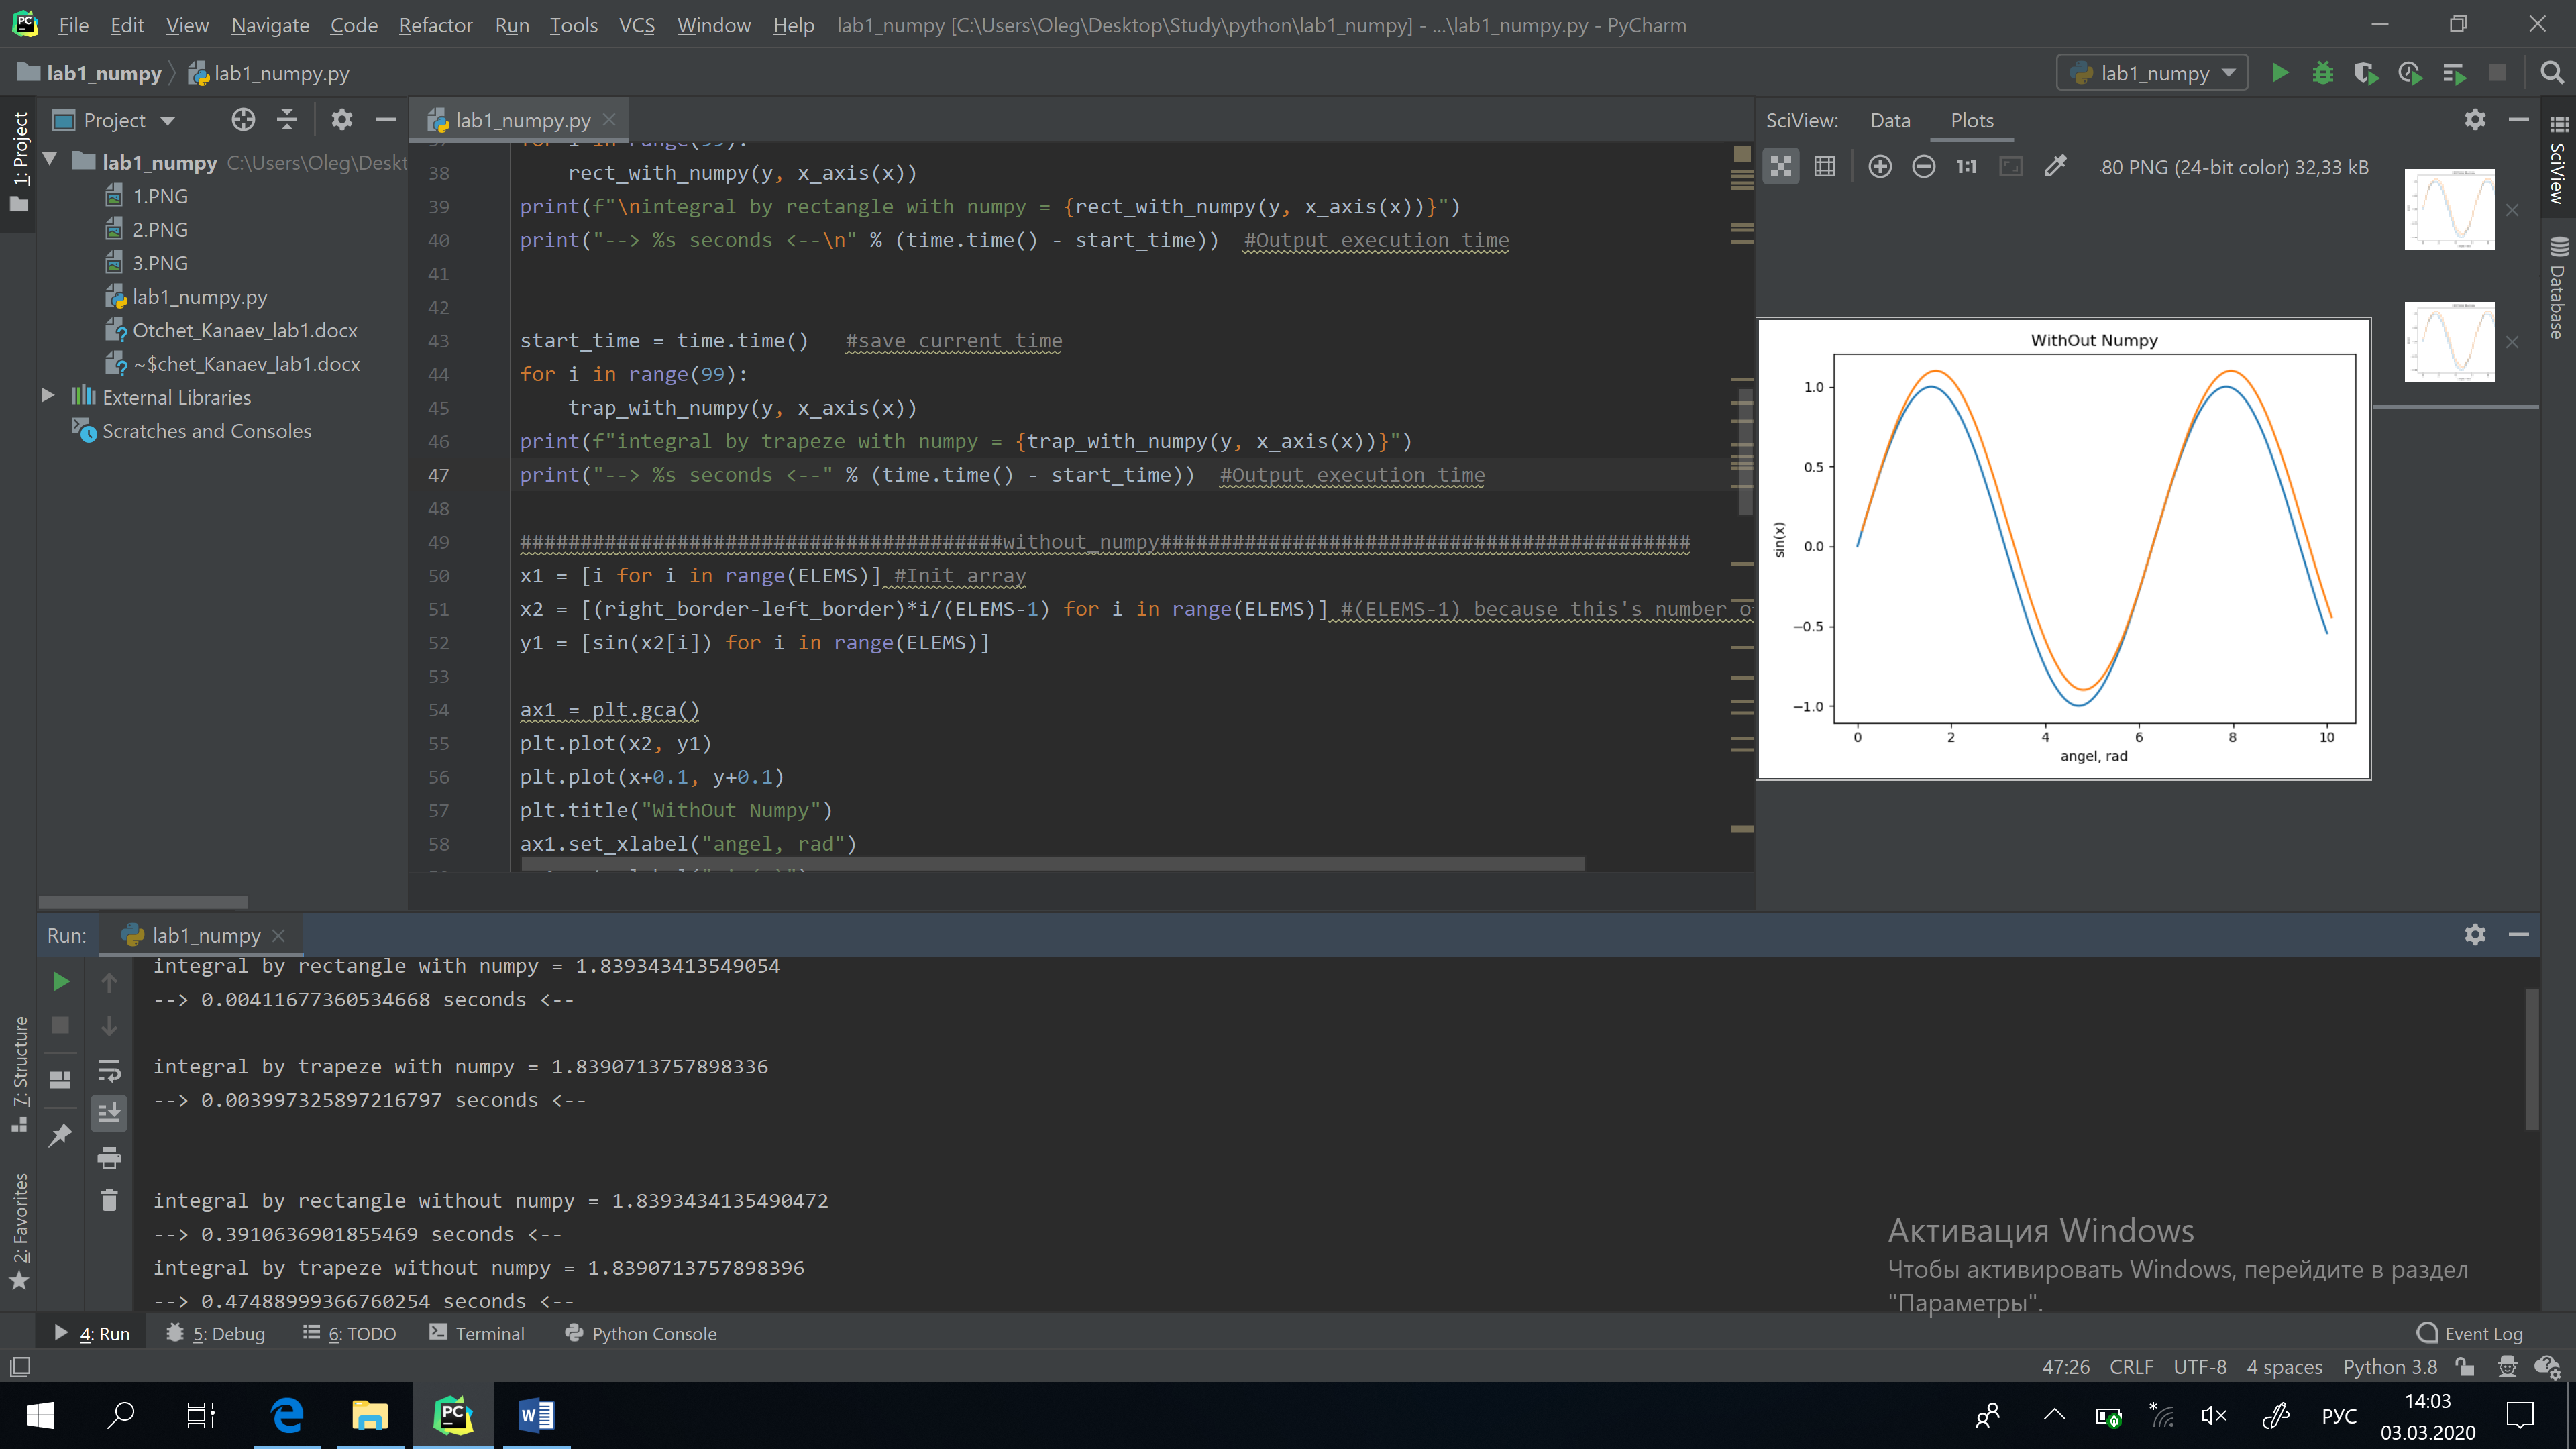 File Edit View Navigate Code Refactor Run Tools VCS Window Help lab1_numpy [C:\Users\Oleg\Desktop\Study\python\lab1_numpy] - ...\lab1_numpy.py - PyCharm
lab1_numpy lab1_numpy.py lab1_numpy
1: Project
Project
lab1_numpy C:\Users\Oleg\Deskt
1.PNG
2.PNG
3.PNG
lab1_numpy.py
Otchet_Kanaev_lab1.docx
~$chet_Kanaev_lab1.docx
External Libraries
Scratches and Consoles
lab1_numpy.py
37 for i in range(99):
38 rect_with_numpy(y, x_axis(x))
39 print(f"\nintegral by rectangle with numpy = {rect_with_numpy(y, x_axis(x))}")
40 print("--> %s seconds <--\n" % (time.time() - start_time)) #Output execution time
41
42
43 start_time = time.time() #save current time
44 for i in range(99):
45 trap_with_numpy(y, x_axis(x))
46 print(f"integral by trapeze with numpy = {trap_with_numpy(y, x_axis(x))}")
47 print("--> %s seconds <--" % (time.time() - start_time)) #Output execution time
48
49 ########################################without_numpy############################################
50 x1 = [i for i in range(ELEMS)] #Init array
51 x2 = [(right_border-left_border)*i/(ELEMS-1) for i in range(ELEMS)] #(ELEMS-1) because this's number o
52 y1 = [sin(x2[i]) for i in range(ELEMS)]
53
54 ax1 = plt.gca()
55 plt.plot(x2, y1)
56 plt.plot(x+0.1, y+0.1)
57 plt.title("WithOut Numpy")
58 ax1.set_xlabel("angel, rad")
SciView: Data Plots
1:1 80 PNG (24-bit color) 32,33 kB
WithOut Numpy
1.0
0.5
0.0
−0.5
−1.0
sin(x)
0 2 4 6 8 10
angel, rad
SciView
Database
Run: lab1_numpy
integral by rectangle with numpy = 1.839343413549054
--> 0.00411677360534668 seconds <--
integral by trapeze with numpy = 1.8390713757898336
--> 0.003997325897216797 seconds <--
integral by rectangle without numpy = 1.8393434135490472
--> 0.3910636901855469 seconds <--
integral by trapeze without numpy = 1.8390713757898396
--> 0.47488999366760254 seconds <--
7: Structure
2: Favorites
Активация Windows
Чтобы активировать Windows, перейдите в раздел
"Параметры".
4: Run 5: Debug 6: TODO Terminal Python Console Event Log
47:26 CRLF UTF-8 4 spaces Python 3.8
РУС
14:03
03.03.2020